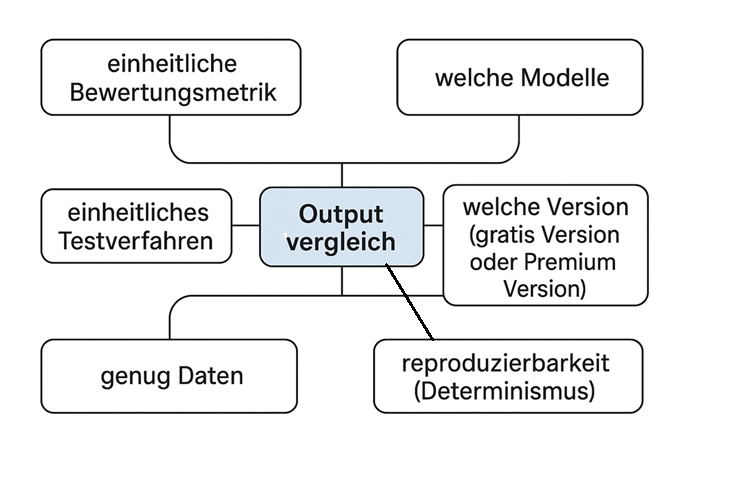 einheitliche
Bewertungsmetrik
welche Modelle
einheitliches
Testverfahren
Output
vergleich
welche Version
(gratis Version
oder Premium
Version)
genug Daten
reproduzierbarkeit
(Determinismus)